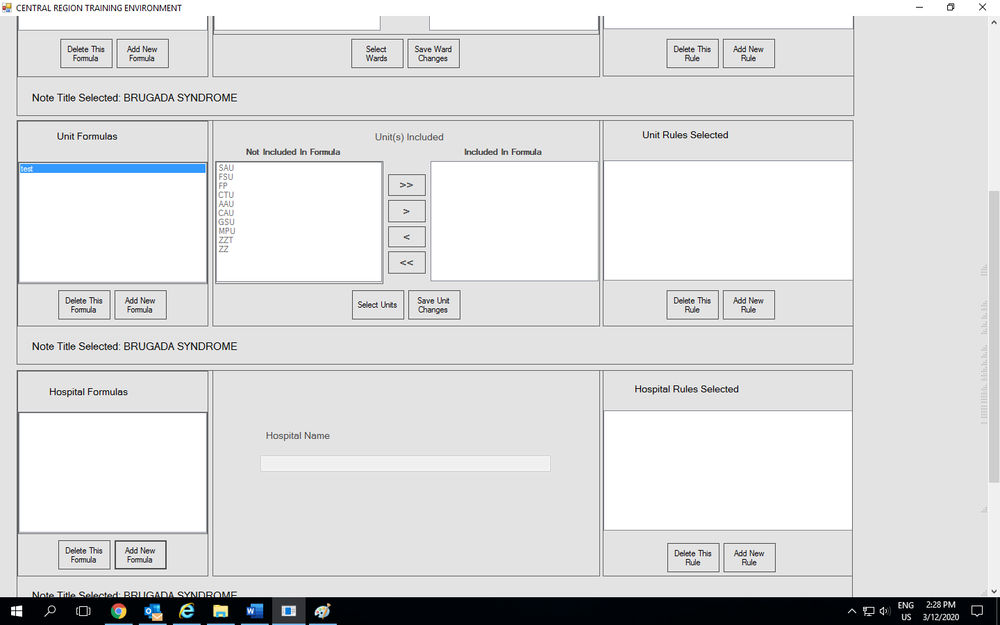 CENTRAL REGION TRAINING ENVIRONMENT
Delete This
Formula
Add New
Formula
Select
Wards
Save Ward
Changes
Delete This
Rule
Add New
Rule
Note Title Selected: BRUGADA SYNDROME
Unit Formulas
test
Delete This
Formula
Add New
Formula
Unit(s) Included
Not Included In Formula
Included In Formula
SAU
FSU
FP
CTU
AAU
CAU
GSU
MPU
ZZT
ZZ
>>
>
<
<<
Select Units
Save Unit
Changes
Unit Rules Selected
Delete This
Rule
Add New
Rule
Note Title Selected: BRUGADA SYNDROME
Hospital Formulas
Delete This
Formula
Add New
Formula
Hospital Name
Hospital Rules Selected
Delete This
Rule
Add New
Rule
Note Title Selected: BRUGADA SYNDROME
ENG
US
2:28 PM
3/12/2020